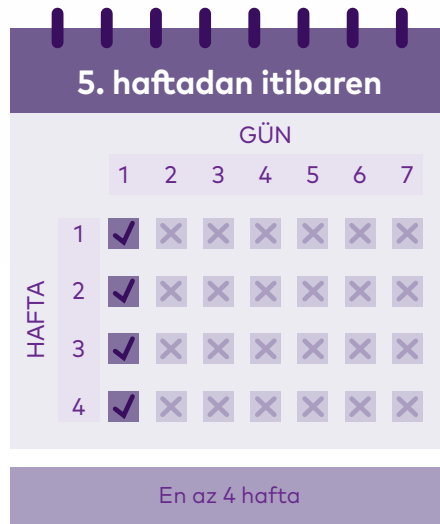 5. haftadan itibaren
GÜN
1 2 3 4 5 6 7
HAFTA
1
2
3
4
En az 4 hafta